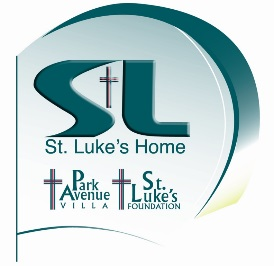 SL
St. Luke's Home
Park Avenue VILLA
St. Luke's FOUNDATION